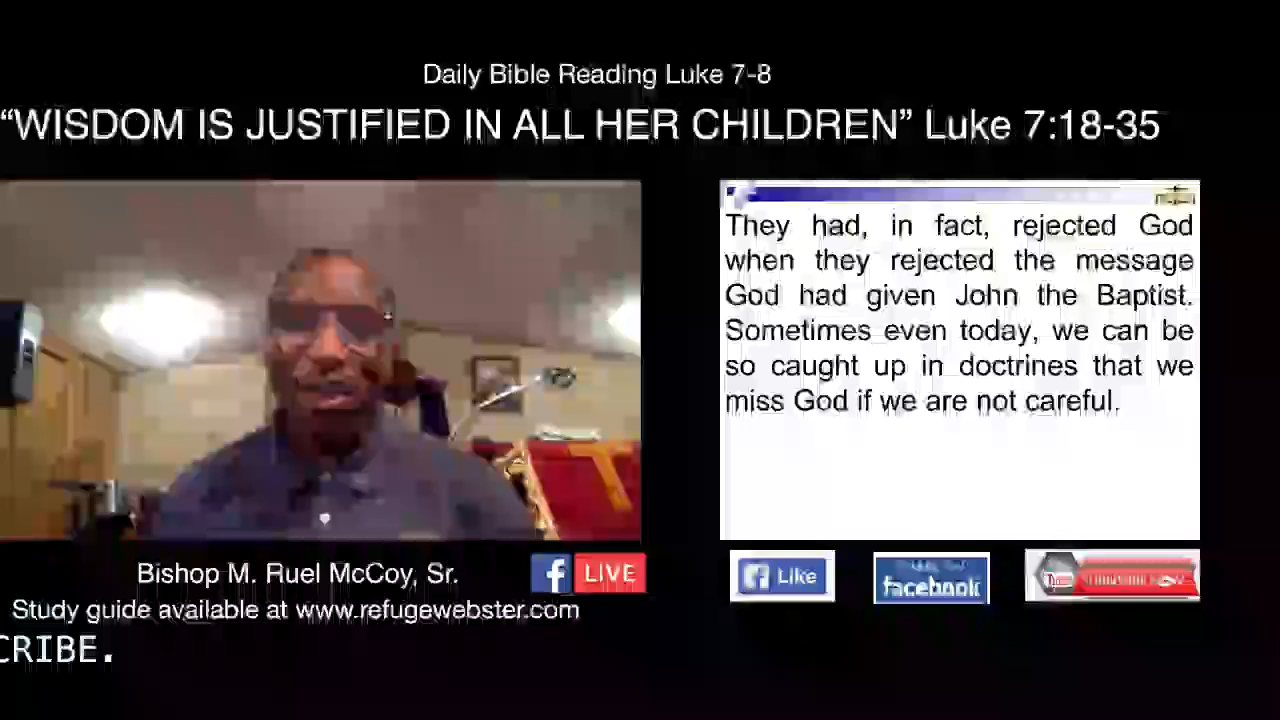 Daily Bible Reading Luke 7-8
“WISDOM IS JUSTIFIED IN ALL HER CHILDREN” Luke 7:18-35
They had, in fact, rejected God
when they rejected the message
God had given John the Baptist.
Sometimes even today, we can be
so caught up in doctrines that we
miss God if we are not careful.
Bishop M. Ruel McCoy, Sr.
f LIVE
f Like
facebook
Study guide available at www.refugewebster.com
CRIBE.